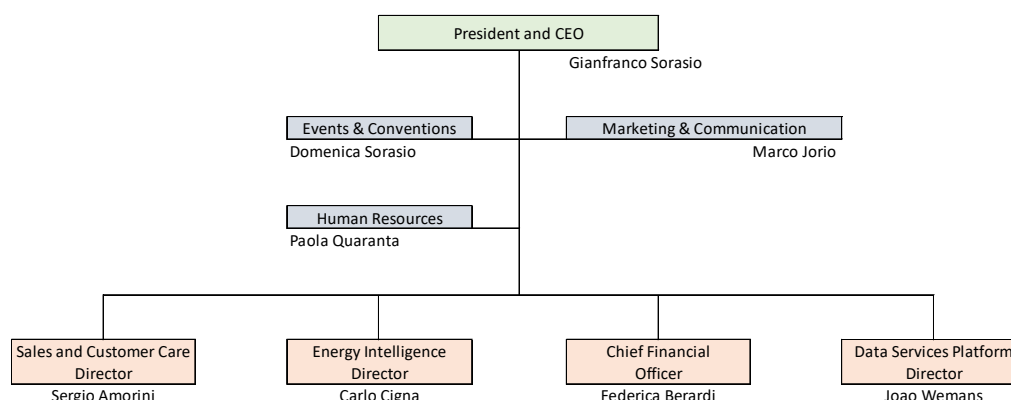 President and CEO
Gianfranco Sorasio
Events & Conventions
Marketing & Communication
Domenica Sorasio
Marco Jorio
Human Resources
Paola Quaranta
Sales and Customer Care
Director
Sergio Amorini
Energy Intelligence
Director
Carlo Cigna
Chief Financial
Officer
Federica Berardi
Data Services Platform
Director
Joao Wemans